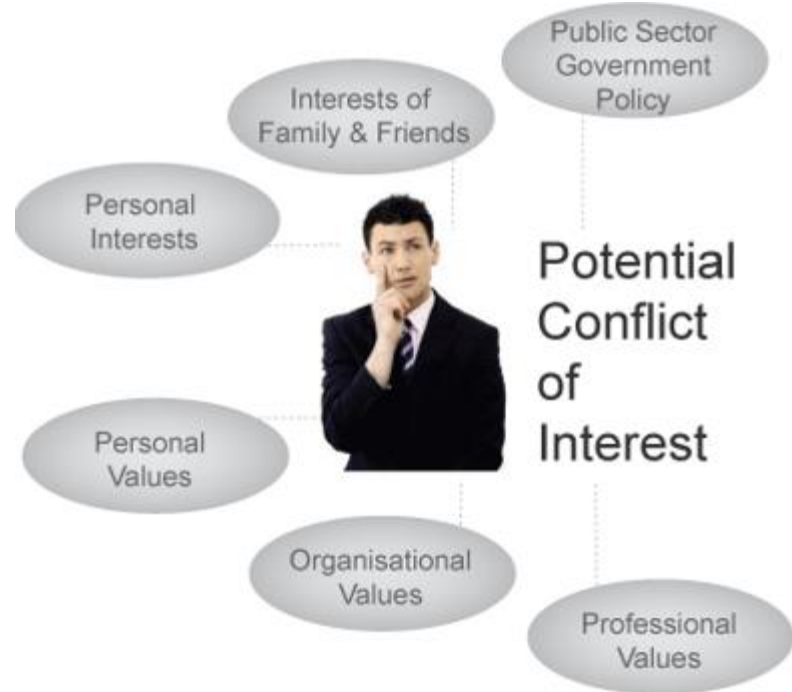 Public Sector
Government
Policy
Interests of
Family & Friends
Personal
Interests
Potential
Conflict
of
Interest
Personal
Values
Organisational
Values
Professional
Values